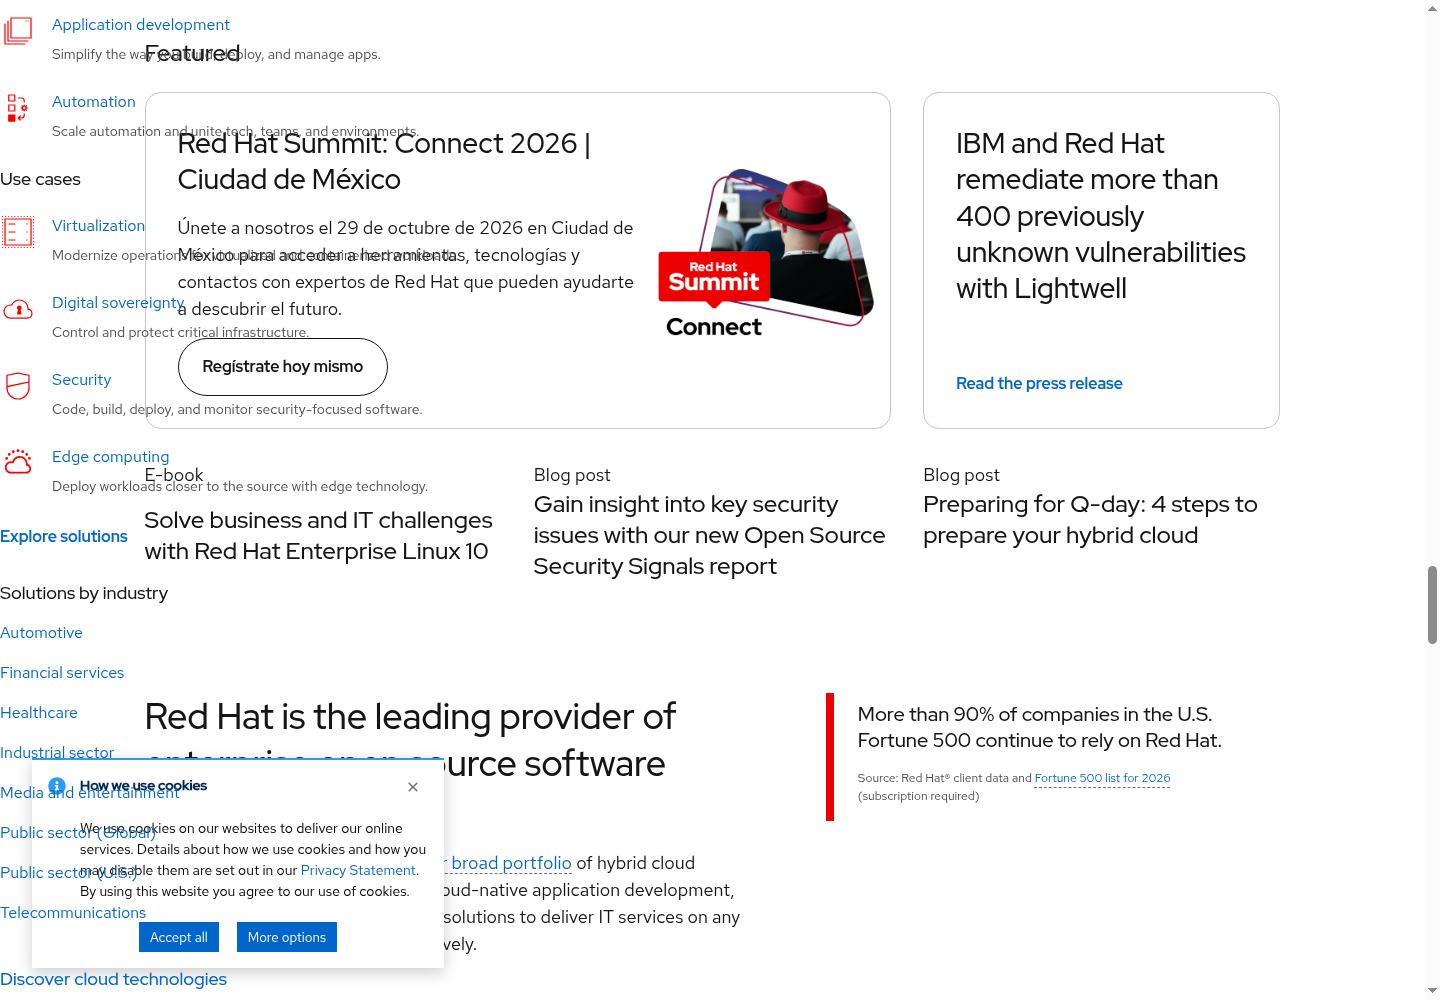 Application development
Simplify the way you build, deploy, and manage apps.
Automation
Scale automation and unite tech, teams, and environments.
Use cases
Virtualization
Modernize operations for virtualized and containerized workloads.
Digital sovereignty
Control and protect critical infrastructure.
Security
Code, build, deploy, and monitor security-focused software.
Edge computing
Deploy workloads closer to the source with edge technology.
Explore solutions
Solutions by industry
Automotive
Financial services
Healthcare
Industrial sector
Media and entertainment
Public sector (Global)
Public sector (U.S.)
Telecommunications
Discover cloud technologies
Featured
Red Hat Summit: Connect 2026 |
Ciudad de México
Únete a nosotros el 29 de octubre de 2026 en Ciudad de
México para acceder a herramientas, tecnologías y
contactos con expertos de Red Hat que pueden ayudarte
a descubrir el futuro.
Regístrate hoy mismo
Red Hat
Summit
Connect
IBM and Red Hat
remediate more than
400 previously
unknown vulnerabilities
with Lightwell
Read the press release
E-book
Solve business and IT challenges
with Red Hat Enterprise Linux 10
Blog post
Gain insight into key security
issues with our new Open Source
Security Signals report
Blog post
Preparing for Q-day: 4 steps to
prepare your hybrid cloud
Red Hat is the leading provider of
enterprise open source software
More than 90% of companies in the U.S.
Fortune 500 continue to rely on Red Hat.
Source: Red Hat® client data and Fortune 500 list for 2026
(subscription required)
broad portfolio of hybrid cloud
application development,
solutions to deliver IT services on any
How we use cookies
We use cookies on our websites to deliver our online
services. Details about how we use cookies and how you
may disable them are set out in our Privacy Statement.
By using this website you agree to our use of cookies.
Accept all
More options